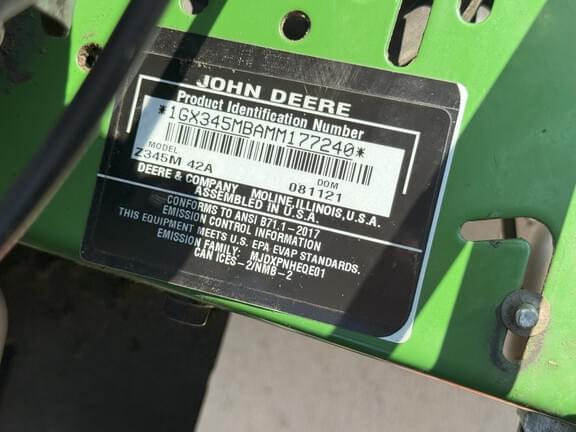 JOHN DEERE
Product Identification Number
*1GX345MBAMM177240*
MODEL DOM
Z345M 42A 081121
DEERE & COMPANY MOLINE ILLINOIS, U.S.A.
ASSEMBLED IN U.S.A.
CONFORMS TO ANSI B71.1-2017
EMISSION CONTROL INFORMATION
THIS EQUIPMENT MEETS U.S. EPA EVAP STANDARDS.
EMISSION FAMILY: MJDXPNHEQE01
CAN ICES-2/NMB-2